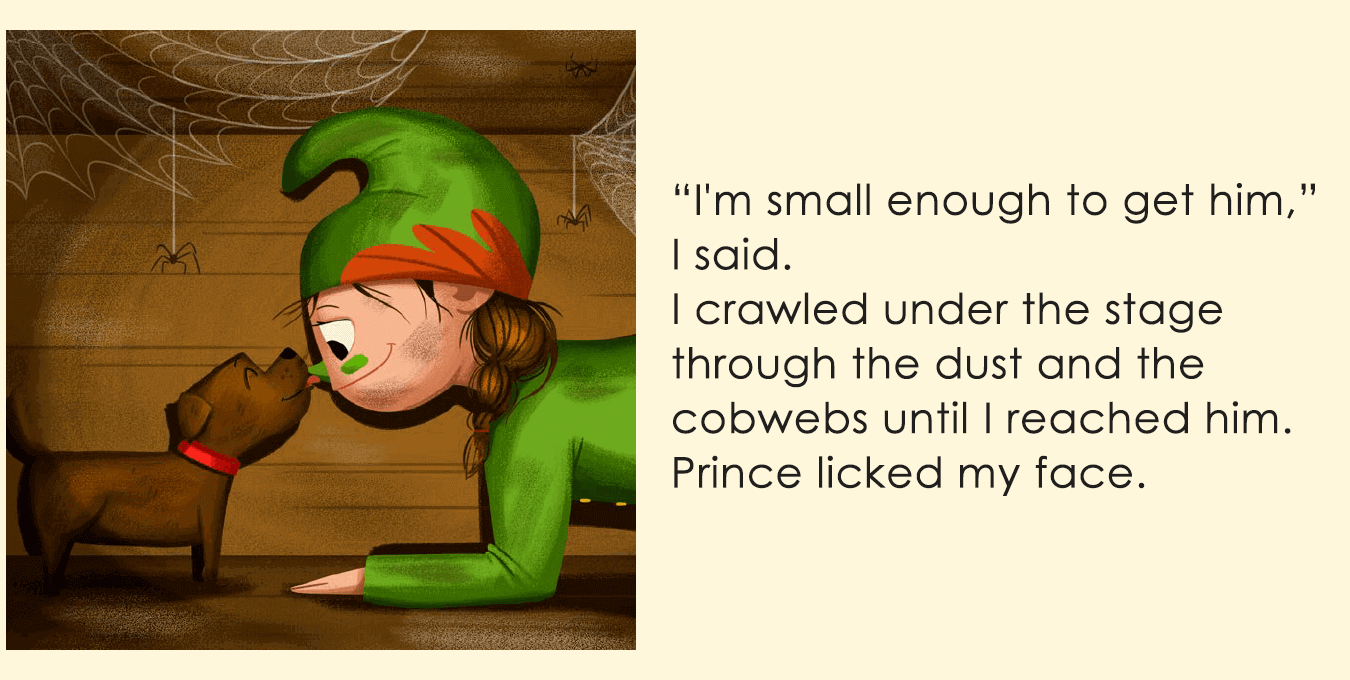 “I'm small enough to get him,”
I said.
I crawled under the stage
through the dust and the
cobwebs until I reached him.
Prince licked my face.